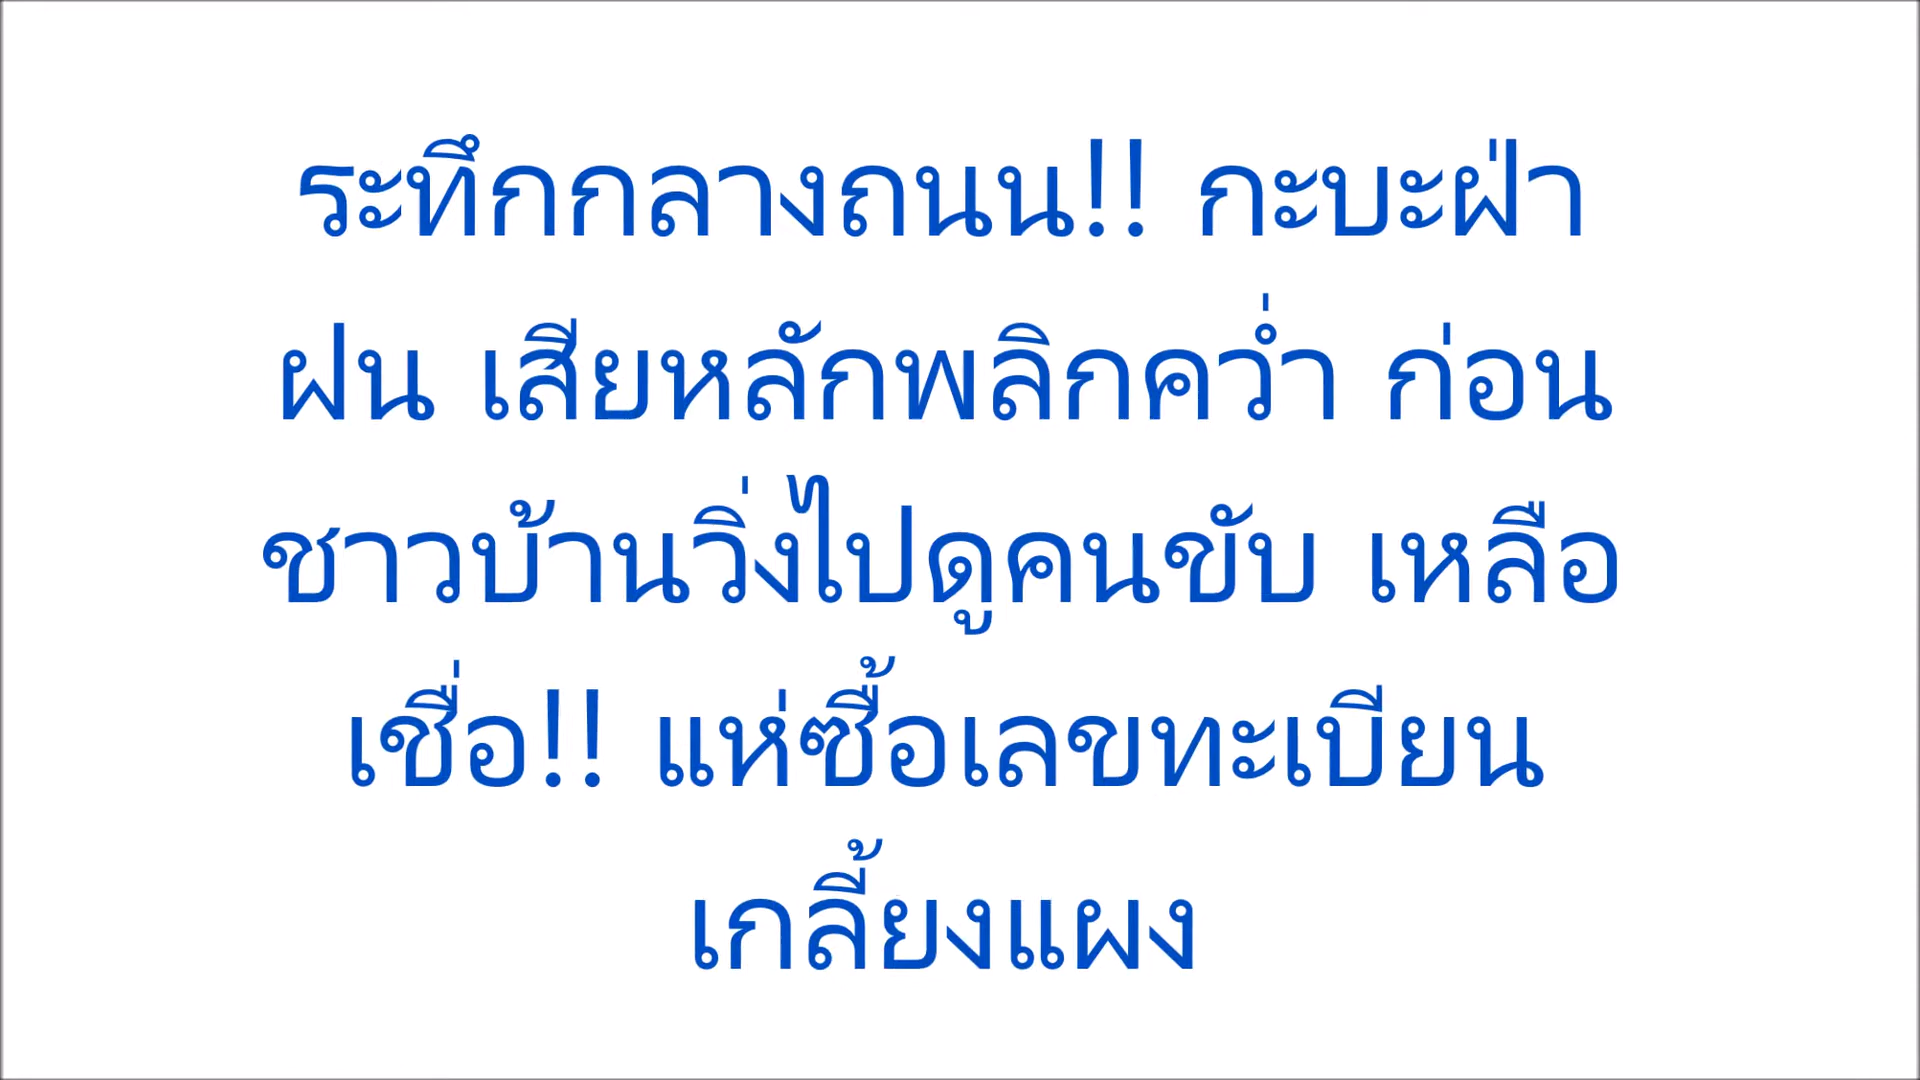 ระทึกกลางถนน!! กะบะฝ่า
ฝน เสียหลักพลิกคว่ำ ก่อน
ชาวบ้านวิ่งไปดูคนขับ เหลือ
เชื่อ!! แห่ซื้อเลขทะเบียน
เกลี้ยงแผง